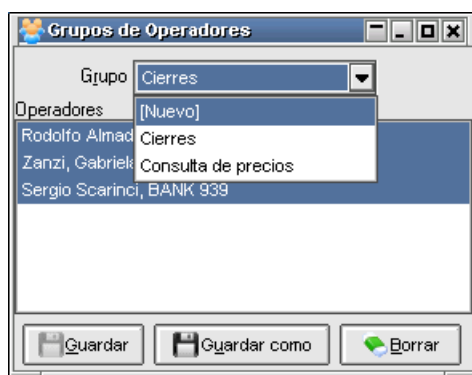 Grupos de Operadores
Grupo Cierres
Operadores
[Nuevo]
Cierres
Consulta de precios
Rodolfo Almad
Zanzi, Gabriel
Sergio Scarinci, BANK 939
Guardar
Guardar como
Borrar